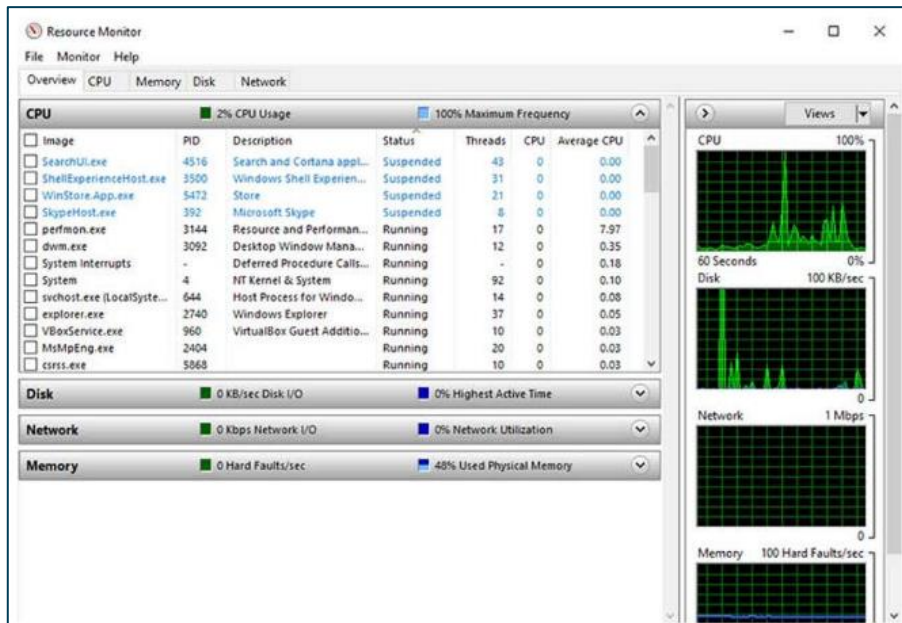 Resource Monitor
File Monitor Help
Overview CPU Memory Disk Network
CPU 2% CPU Usage 100% Maximum Frequency
Image PID Description Status Threads CPU Average CPU
SearchUI.exe 4516 Search and Cortana appl... Suspended 43 0 0.00
ShellExperienceHost.exe 3500 Windows Shell Experien... Suspended 31 0 0.00
WinStore.App.exe 5472 Store Suspended 21 0 0.00
SkypeHost.exe 392 Microsoft Skype Suspended 8 0 0.00
perfmon.exe 3144 Resource and Performan... Running 17 0 7.97
dwm.exe 3092 Desktop Window Mana... Running 12 0 0.35
System Interrupts - Deferred Procedure Calls... Running - 0 0.18
System 4 NT Kernel & System Running 92 0 0.10
svchost.exe (LocalSyste... 644 Host Process for Windo... Running 14 0 0.08
explorer.exe 2740 Windows Explorer Running 37 0 0.05
VBoxService.exe 960 VirtualBox Guest Additio... Running 10 0 0.03
MsMpEng.exe 2404 Running 20 0 0.03
csrss.exe 5868 Running 10 0 0.03
Disk 0 KB/sec Disk I/O 0% Highest Active Time
Network 0 Kbps Network I/O 0% Network Utilization
Memory 0 Hard Faults/sec 48% Used Physical Memory
Views
CPU 100%
60 Seconds 0%
Disk 100 KB/sec
0
Network 1 Mbps
0
Memory 100 Hard Faults/sec